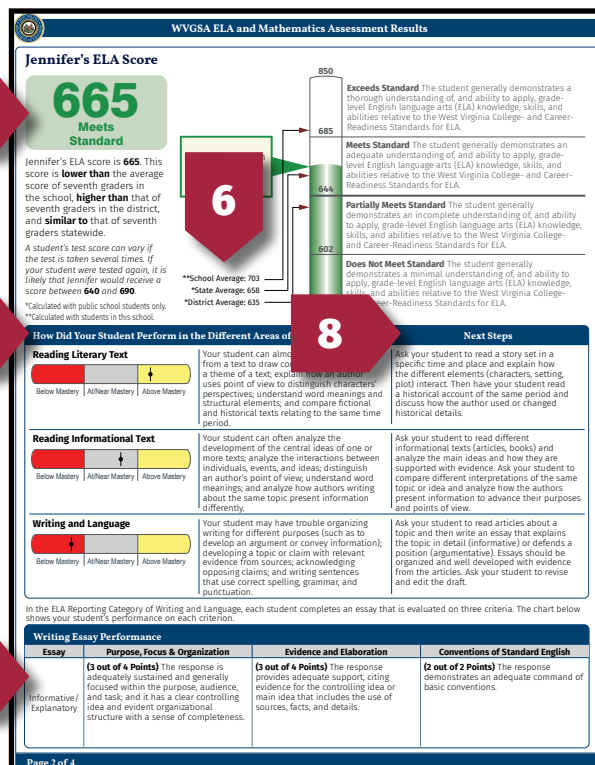 WVGSA ELA and Mathematics Assessment Results
Jennifer's ELA Score
665
Meets
Standard
Jennifer's ELA score is 665. This
score is lower than the average
score of seventh graders in
the school, higher than that of
seventh graders in the district,
and similar to that of seventh
graders statewide.
A student's test score can vary if
the test is taken several times. If
your student were tested again, it is
likely that Jennifer would receive a
score between 640 and 690.
*Calculated with public school students only.
**Calculated with students in this school.
6
**School Average: 703
*State Average: 658
*District Average: 635
850
685
644
602
Exceeds Standard The student generally demonstrates a
thorough understanding of, and ability to apply, grade-
level English language arts (ELA) knowledge, skills, and
abilities relative to the West Virginia College- and Career-
Readiness Standards for ELA.
Meets Standard The student generally demonstrates an
adequate understanding of, and ability to apply, grade-
level English language arts (ELA) knowledge, skills, and
abilities relative to the West Virginia College- and Career-
Readiness Standards for ELA.
Partially Meets Standard The student generally
demonstrates an incomplete understanding of, and ability
to apply, grade-level English language arts (ELA) knowledge,
skills, and abilities relative to the West Virginia College-
and Career-Readiness Standards for ELA.
Does Not Meet Standard The student generally
demonstrates a minimal understanding of, and ability to
apply, grade-level English language arts (ELA) knowledge,
skills, and abilities relative to the West Virginia College-
and Career-Readiness Standards for ELA.
8
How Did Your Student Perform in the Different Areas of
Next Steps
Reading Literary Text
Below Mastery At/Near Mastery Above Mastery
Your student can
from a text to draw
a theme of a text; explain how an author
uses point of view to distinguish characters'
perspectives; understand word meanings and
structural elements; and compare fictional
and historical texts relating to the same time
period.
Ask your student to read a story set in a
specific time and place and explain how
the different elements (characters, setting,
plot) interact. Then have your student read
a historical account of the same period and
discuss how the author used or changed
historical details.
Reading Informational Text
Below Mastery At/Near Mastery Above Mastery
Your student can often analyze the
development of the central ideas of one or
more texts; analyze the interactions between
individuals, events, and ideas; distinguish
an author's point of view; understand word
meanings; and analyze how authors writing
about the same topic present information
differently.
Ask your student to read different
informational texts (articles, books) and
analyze the main ideas and how they are
supported with evidence. Ask your student to
compare different interpretations of the same
topic or idea and analyze how the authors
present information to advance their purposes
and points of view.
Writing and Language
Below Mastery At/Near Mastery Above Mastery
Your student may have trouble organizing
writing for different purposes (such as to
develop an argument or convey information);
developing a topic or claim with relevant
evidence from sources; acknowledging
opposing claims; and writing sentences
that use correct spelling, grammar, and
punctuation.
Ask your student to read articles about a
topic and then write an essay that explains
the topic in detail (informative) or defends a
position (argumentative). Essays should be
organized and well developed with evidence
from the articles. Ask your student to revise
and edit the draft.
In the ELA Reporting Category of Writing and Language, each student completes an essay that is evaluated on three criteria. The chart below
shows your student's performance on each criterion.
Writing Essay Performance
Essay
Purpose, Focus & Organization
Evidence and Elaboration
Conventions of Standard English
Informative/
Explanatory
(3 out of 4 Points) The response is
adequately sustained and generally
focused within the purpose, audience,
and task; and it has a clear controlling
idea and evident organizational
structure with a sense of completeness.
(3 out of 4 Points) The response
provides adequate support, citing
evidence for the controlling idea or
main idea that includes the use of
sources, facts, and details.
(2 out of 2 Points) The response
demonstrates an adequate command of
basic conventions.
Page 2 of 4